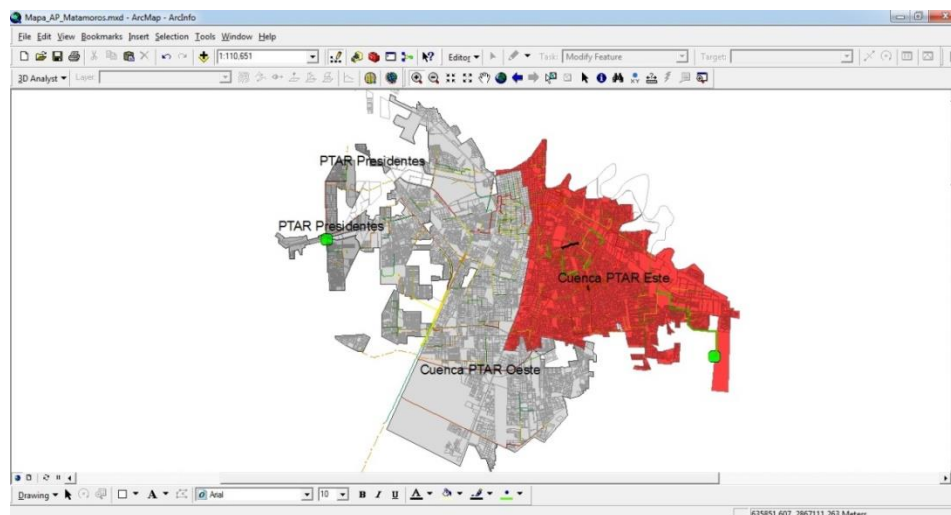 Mapa_AP_Matamoros.mxd - ArcMap - ArcInfo
File Edit View Bookmarks Insert Selection Tools Window Help
1:110,651 Editor Task: Modify Feature Target:
3D Analyst Layer:
PTAR Presidentes
PTAR Presidentes
Cuenca PTAR Este
Cuenca PTAR Oeste
Drawing A Arial 10 B I U A
635851.607 2867111.263 Meters